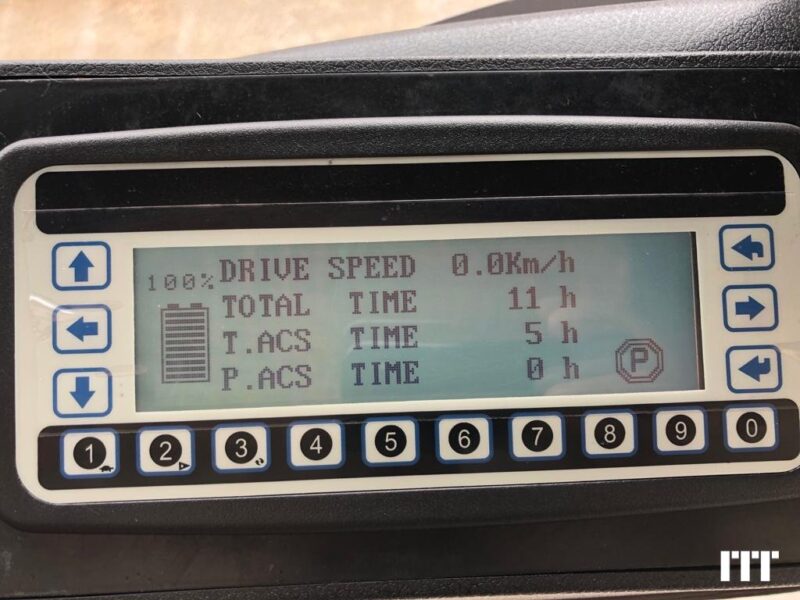 100% DRIVE SPEED 0.0Km/h
TOTAL TIME 11 h
T.ACS TIME 5 h
P.ACS TIME 0 h
P
1 2 3 4 5 6 7 8 9 0
ITT